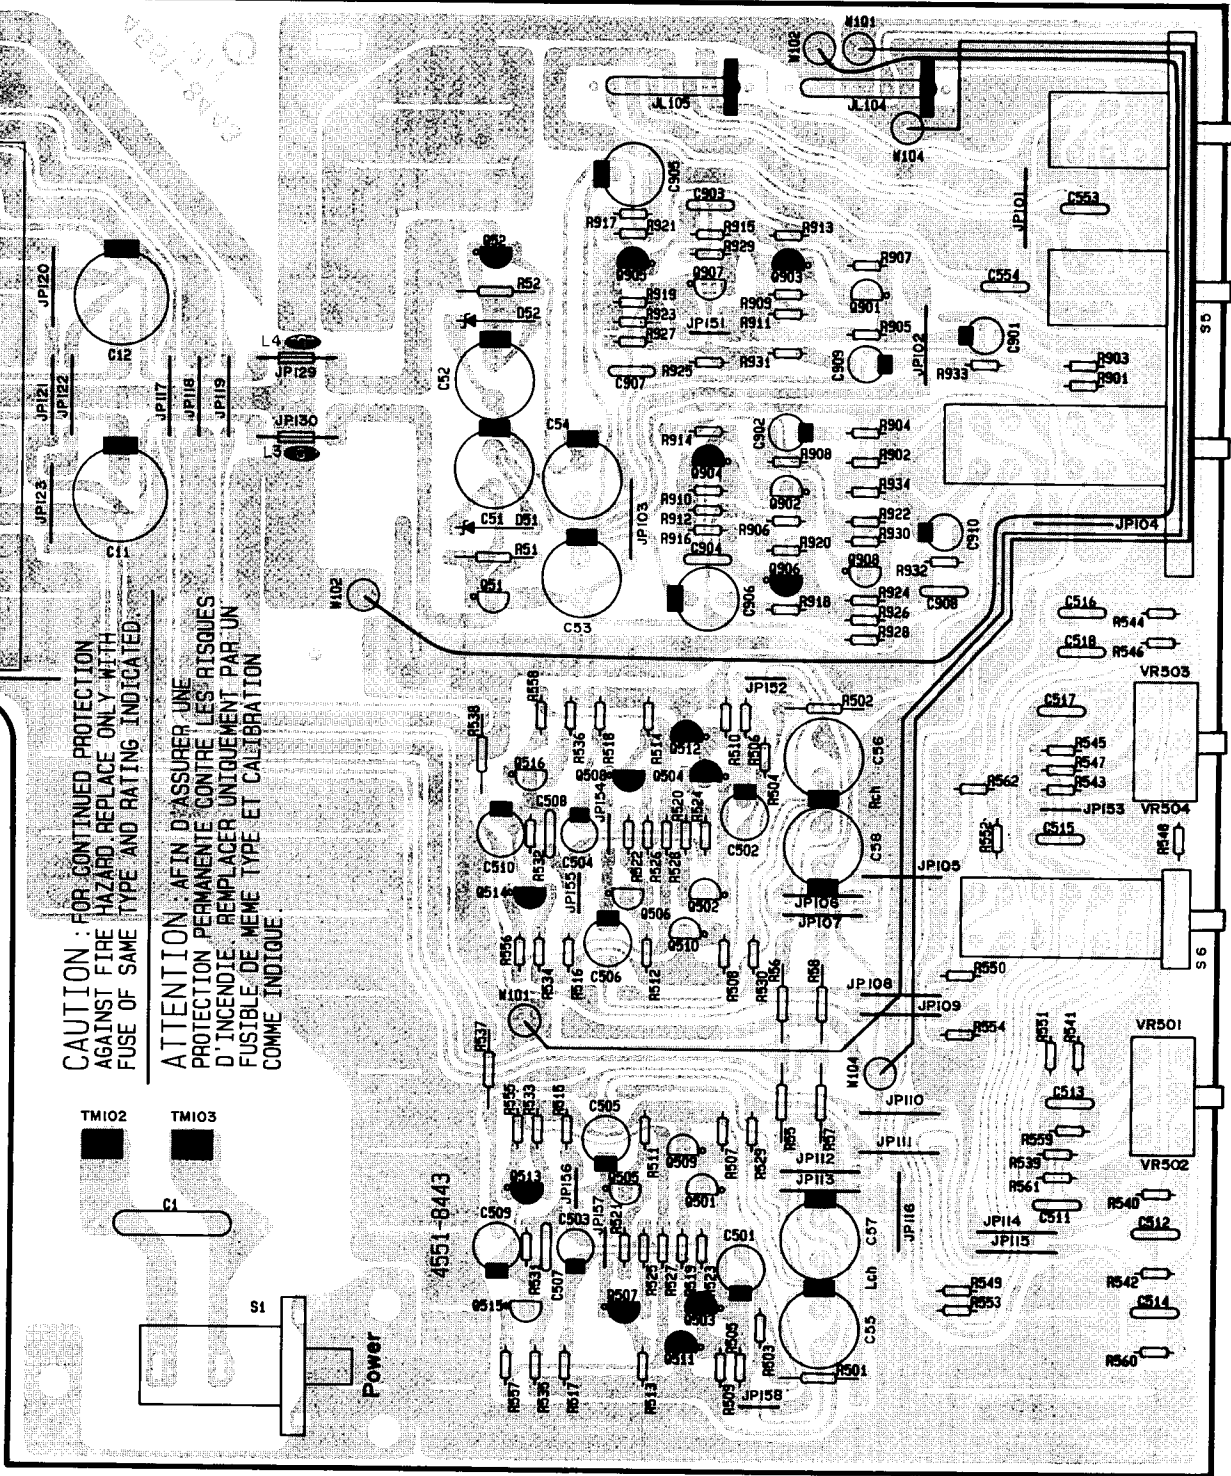 W101
W102
JL105
JL104
W104
C905
C903
R917
R921
R915
R913
R929
JP101
C553
R52
Q905
Q907
Q903
R907
C554
R919
R923
R927
R909
R911
Q901
JP120
C12
D52
JP151
R905
JP102
C901
S5
L4
JP129
C52
R925
R931
C909
R933
R903
R901
C907
JP121
JP122
JP117
JP118
JP119
JP130
L3
C54
R914
C902
R904
R908
R902
Q904
R910
Q902
R934
JP123
C11
C51
D51
JP103
R912
R906
R916
R922
R930
C910
JP104
R51
C904
R920
Q908
R932
W102
Q51
C53
C906
Q906
R918
R924
R926
R928
C908
C516
R544
C518
R546
CAUTION : FOR CONTINUED PROTECTION
AGAINST FIRE HAZARD REPLACE ONLY WITH
FUSE OF SAME TYPE AND RATING INDICATED.
ATTENTION : AFIN D'ASSURER UNE
PROTECTION PERMANENTE CONTRE LES RISQUES
D'INCENDIE. REMPLACER UNIQUEMENT PAR UN
FUSIBLE DE MEME TYPE ET CALIBRATION
COMME INDIQUE
JP152
VR503
R558
R538
R536
R518
R514
Q512
R510
R506
R502
C517
C56
R545
R547
R543
Q516
Q508
Q504
R504
R562
C508
JP154
R520
R524
Rch
JP153
VR504
C510
R532
C504
R522
R526
R528
C502
C58
R552
C515
R548
JP105
Q514
JP155
Q506
Q502
JP106
JP107
Q510
R556
R534
R516
C506
R512
R508
R530
R56
R58
JP108
JP109
R550
S6
W101
R537
R554
R551
R541
VR501
W104
TM102
TM103
R555
R533
R515
C505
R511
Q509
R507
R529
R55
R57
JP110
JP111
C513
R559
R539
R561
VR502
JP112
JP113
Q513
JP156
Q505
Q501
C1
C509
C503
JP157
R521
C501
C57
JP116
JP114
JP115
C511
R540
C512
4551-8443
R531
C507
R525
R527
R519
R523
Lch
R542
C514
S1
Q515
Q507
Q503
R505
R503
C55
R549
R553
R560
Power
Q511
R557
R535
R517
R513
R509
JP158
R501